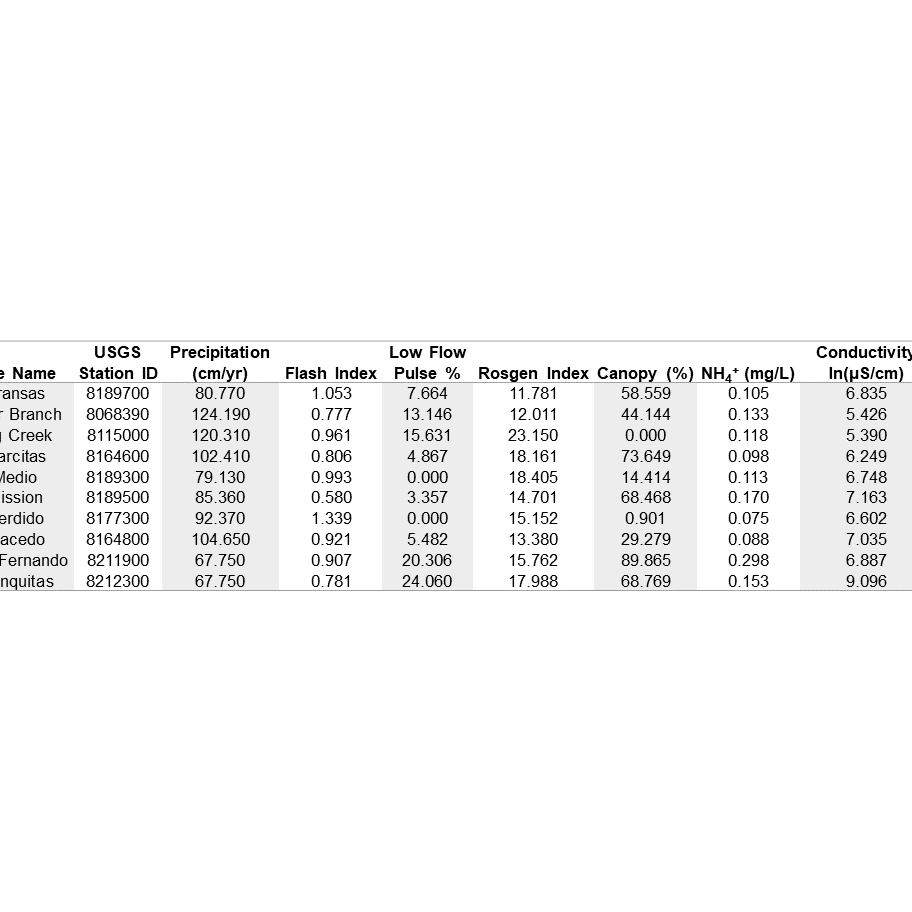 USGS Precipitation Low Flow Conductivity
e Name Station ID (cm/yr) Flash Index Pulse % Rosgen Index Canopy (%) NH₄⁺ (mg/L) ln(µS/cm)
ransas 8189700 80.770 1.053 7.664 11.781 58.559 0.105 6.835
r Branch 8068390 124.190 0.777 13.146 12.011 44.144 0.133 5.426
g Creek 8115000 120.310 0.961 15.631 23.150 0.000 0.118 5.390
arcitas 8164600 102.410 0.806 4.867 18.161 73.649 0.098 6.249
Medio 8189300 79.130 0.993 0.000 18.405 14.414 0.113 6.748
ission 8189500 85.360 0.580 3.357 14.701 68.468 0.170 7.163
erdido 8177300 92.370 1.339 0.000 15.152 0.901 0.075 6.602
acedo 8164800 104.650 0.921 5.482 13.380 29.279 0.088 7.035
Fernando 8211900 67.750 0.907 20.306 15.762 89.865 0.298 6.887
nquitas 8212300 67.750 0.781 24.060 17.988 68.769 0.153 9.096